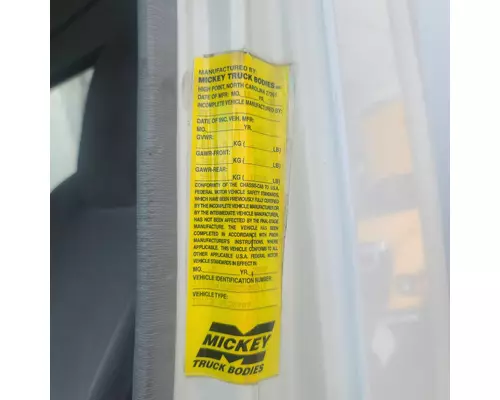 MANUFACTURED BY:
MICKEY TRUCK BODIES INC.
HIGH POINT, NORTH CAROLINA
DATE OF MFR: MO. YR.
INCOMPLETE VEHICLE MANUFACTURED BY:
DATE OF INC. VEH. MFR:
MO. YR.
GVWR:
KG ( LB)
GAWR-FRONT:
KG ( LB)
GAWR-REAR:
KG ( LB)
CONFORMITY OF THE CHASSIS-CAB TO U.S.A.
FEDERAL MOTOR VEHICLE SAFETY STANDARDS,
WHICH HAVE BEEN PREVIOUSLY FULLY CERTIFIED
BY THE INCOMPLETE VEHICLE MANUFACTURER OR
BY THE INTERMEDIATE VEHICLE MANUFACTURER,
HAS NOT BEEN AFFECTED BY THE FINAL-STAGE
MANUFACTURE. THE VEHICLE HAS BEEN
COMPLETED IN ACCORDANCE WITH PRIOR
MANUFACTURER'S INSTRUCTIONS, WHERE
APPLICABLE. THIS VEHICLE CONFORMS TO ALL
OTHER APPLICABLE U.S.A. FEDERAL MOTOR
VEHICLE STANDARDS IN EFFECT IN
MO. YR.
VEHICLE IDENTIFICATION NUMBER:
VEHICLE TYPE:
MICKEY
TRUCK BODIES